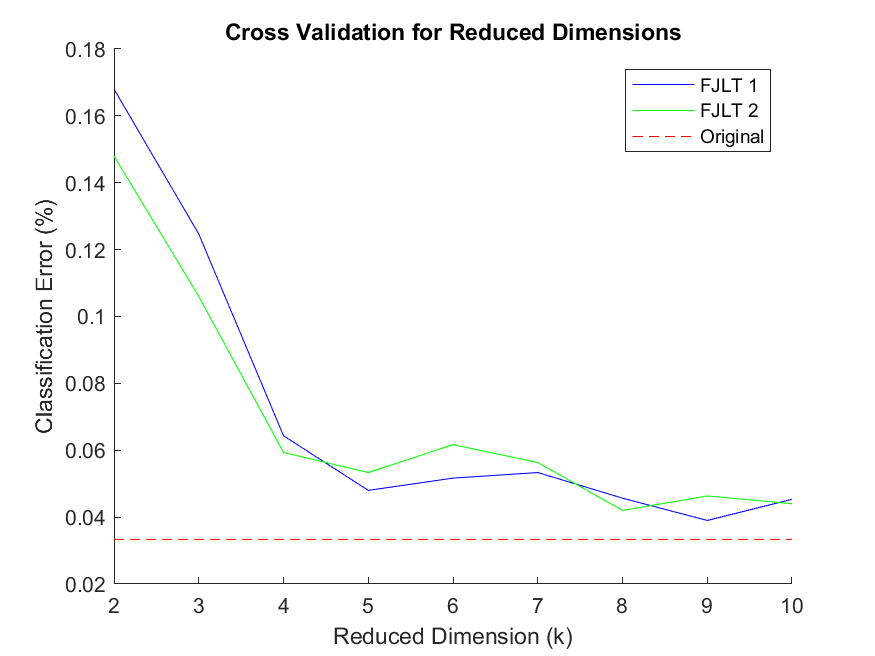 Cross Validation for Reduced Dimensions
0.18
0.16
0.14
0.12
0.1
0.08
0.06
0.04
0.02
Classification Error (%)
FJLT 1
FJLT 2
Original
2 3 4 5 6 7 8 9 10
Reduced Dimension (k)